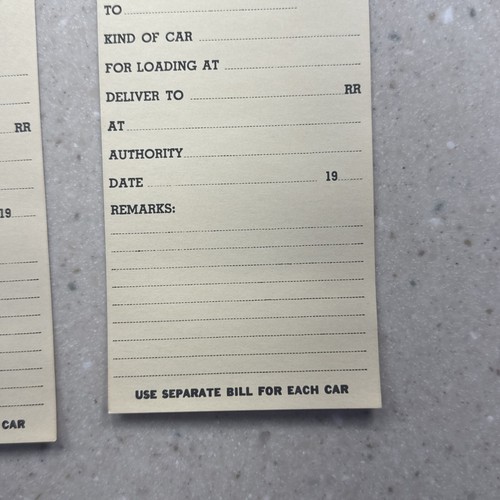 TO
KIND OF CAR
FOR LOADING AT
DELIVER TO RR
AT
AUTHORITY
DATE 19
REMARKS:
USE SEPARATE BILL FOR EACH CAR
RR
19
CAR